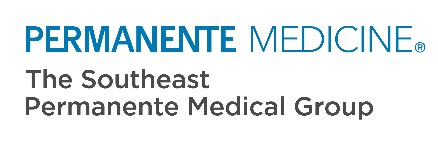 PERMANENTE MEDICINE®
The Southeast
Permanente Medical Group